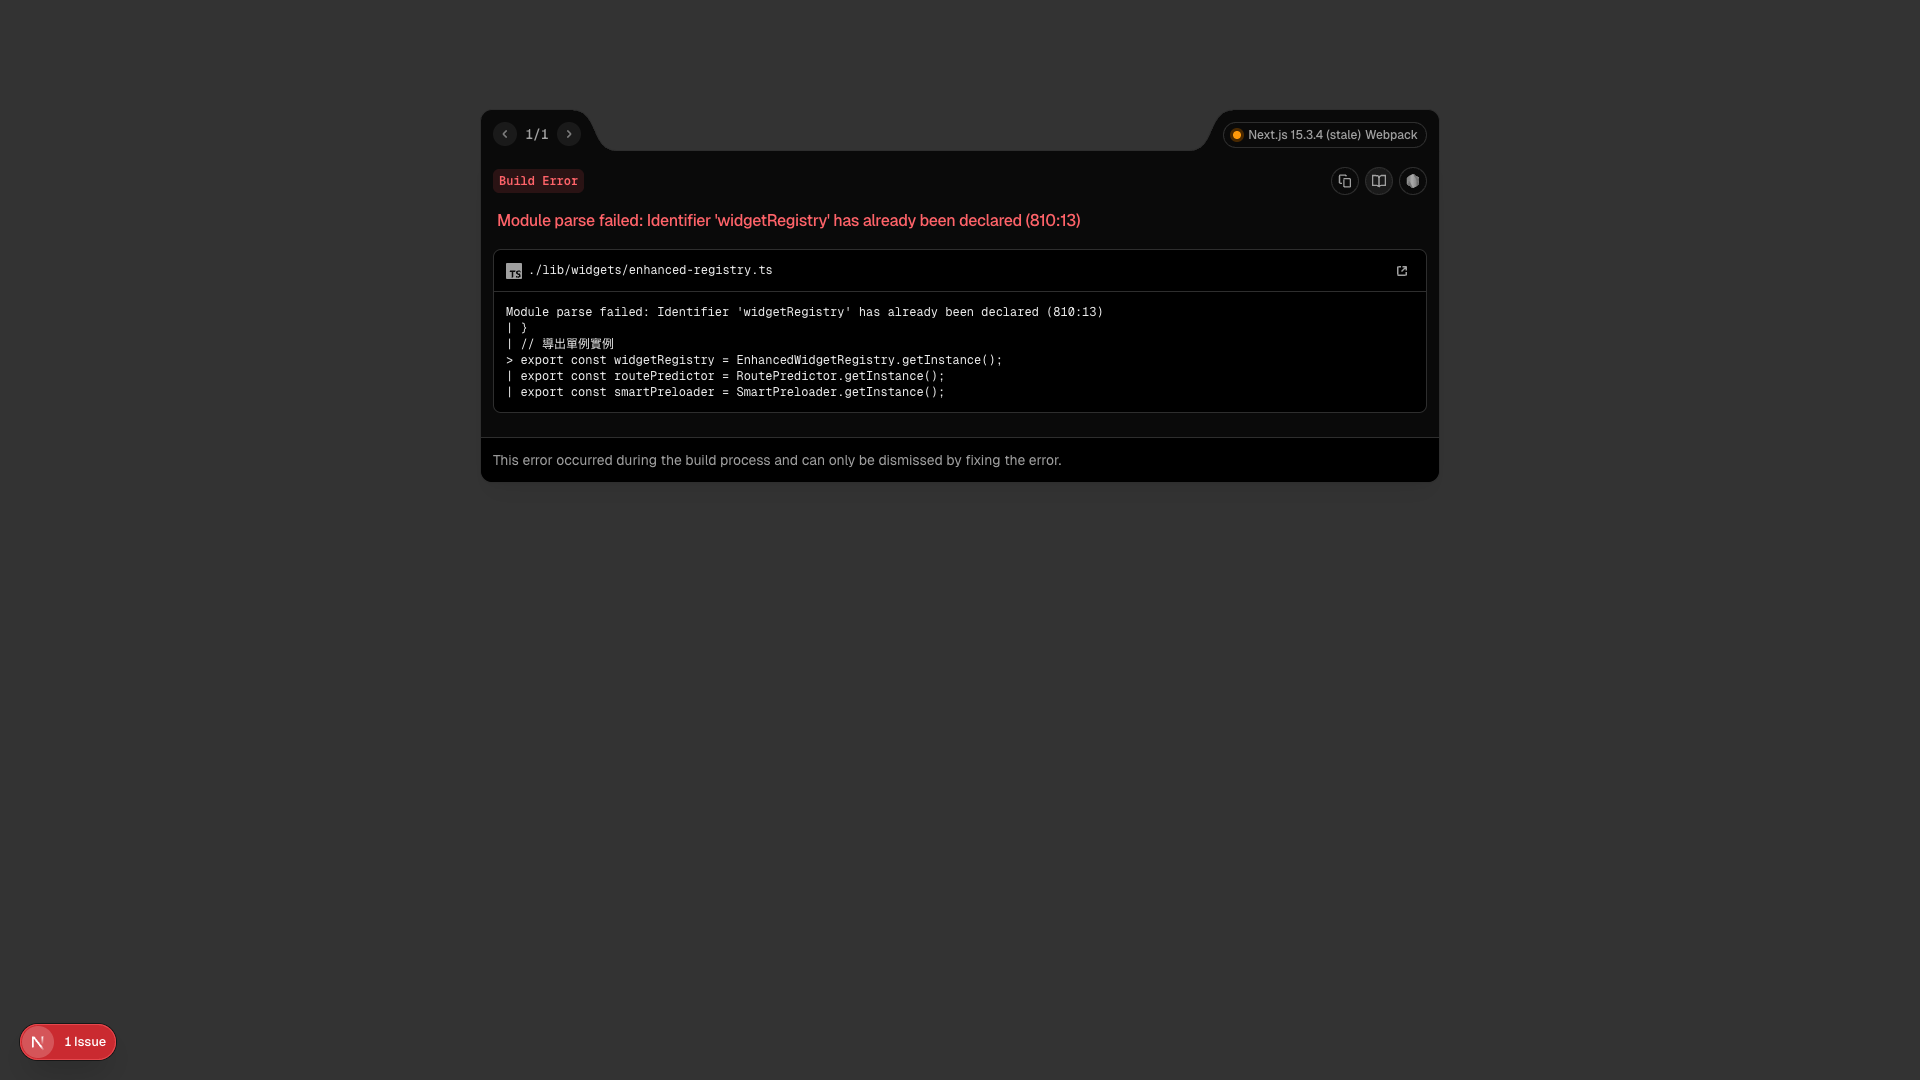 1/1
Next.js 15.3.4 (stale) Webpack
Build Error
Module parse failed: Identifier 'widgetRegistry' has already been declared (810:13)
TS ./lib/widgets/enhanced-registry.ts
Module parse failed: Identifier 'widgetRegistry' has already been declared (810:13)
| }
| // 導出單例實例
> export const widgetRegistry = EnhancedWidgetRegistry.getInstance();
| export const routePredictor = RoutePredictor.getInstance();
| export const smartPreloader = SmartPreloader.getInstance();
This error occurred during the build process and can only be dismissed by fixing the error.
N 1 Issue